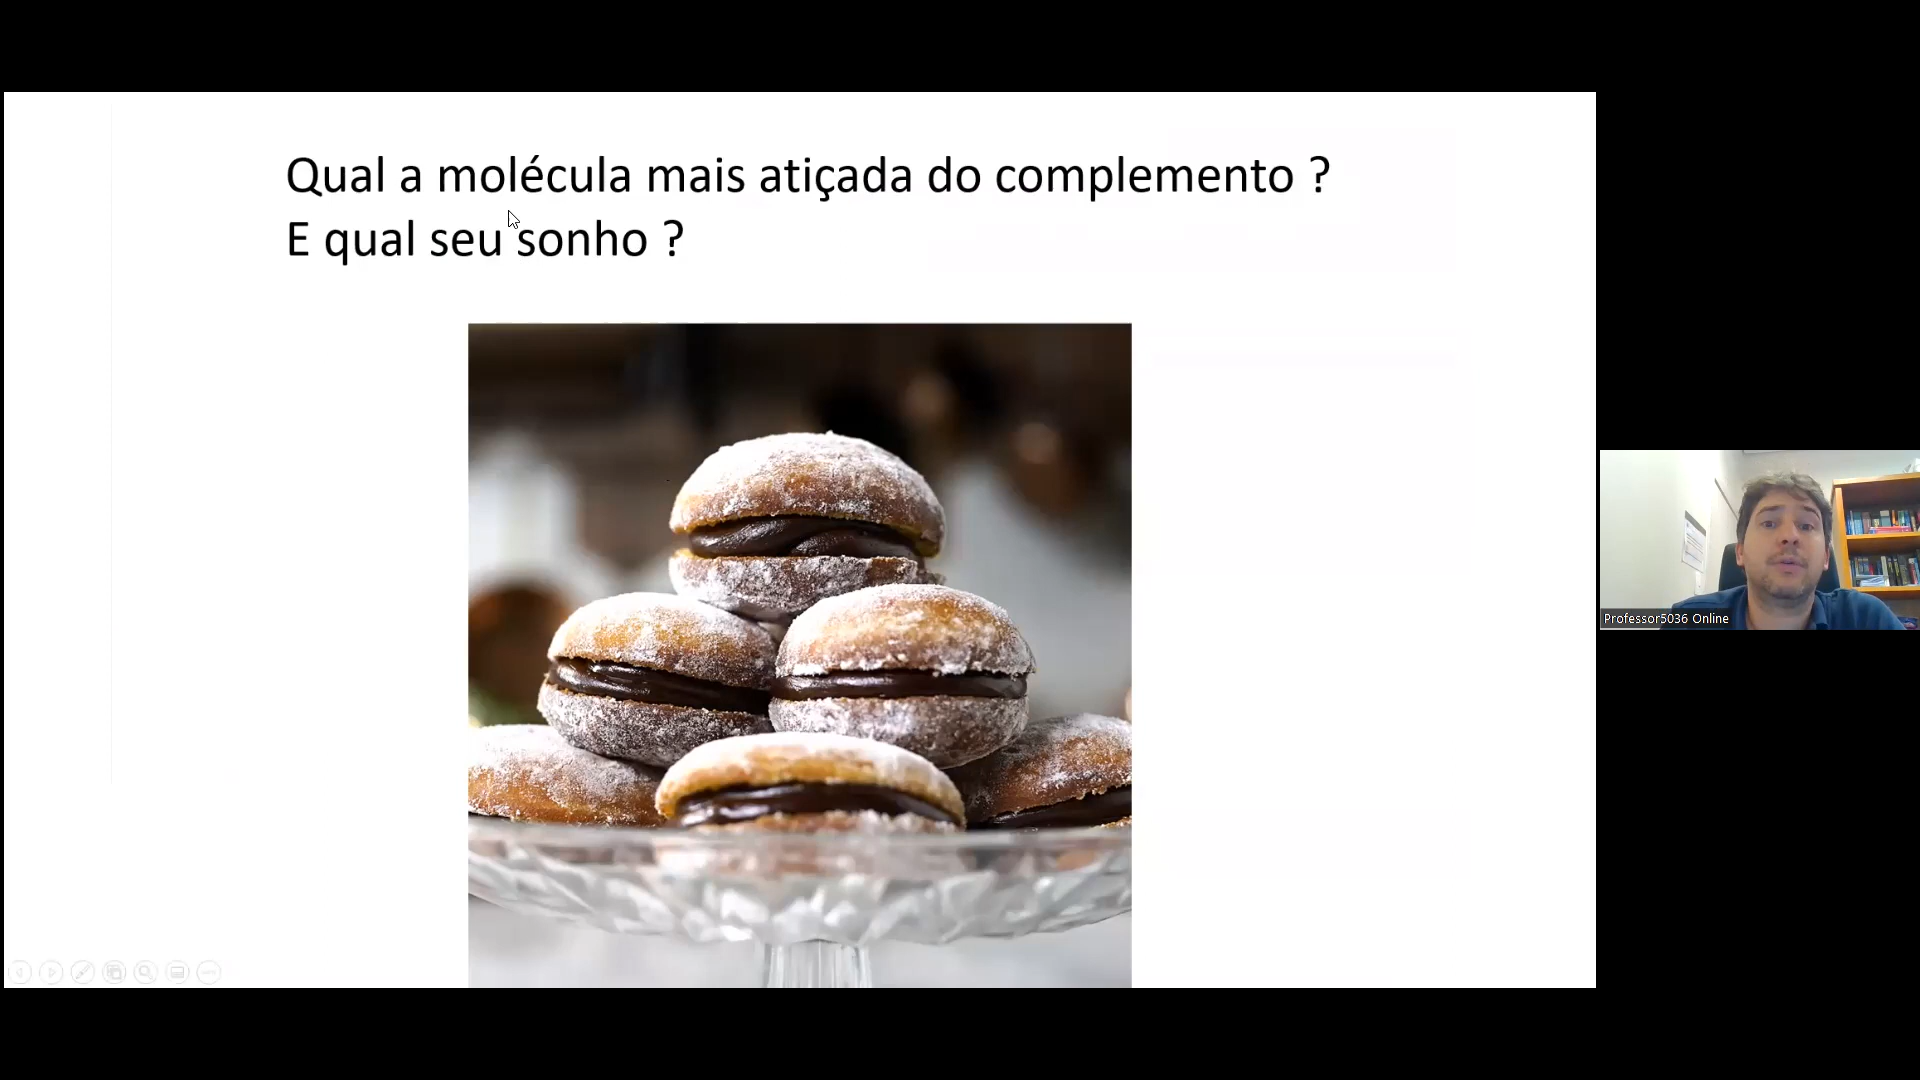 Qual a molécula mais atiçada do complemento ?
E qual seu sonho ?
Professor5036 Online